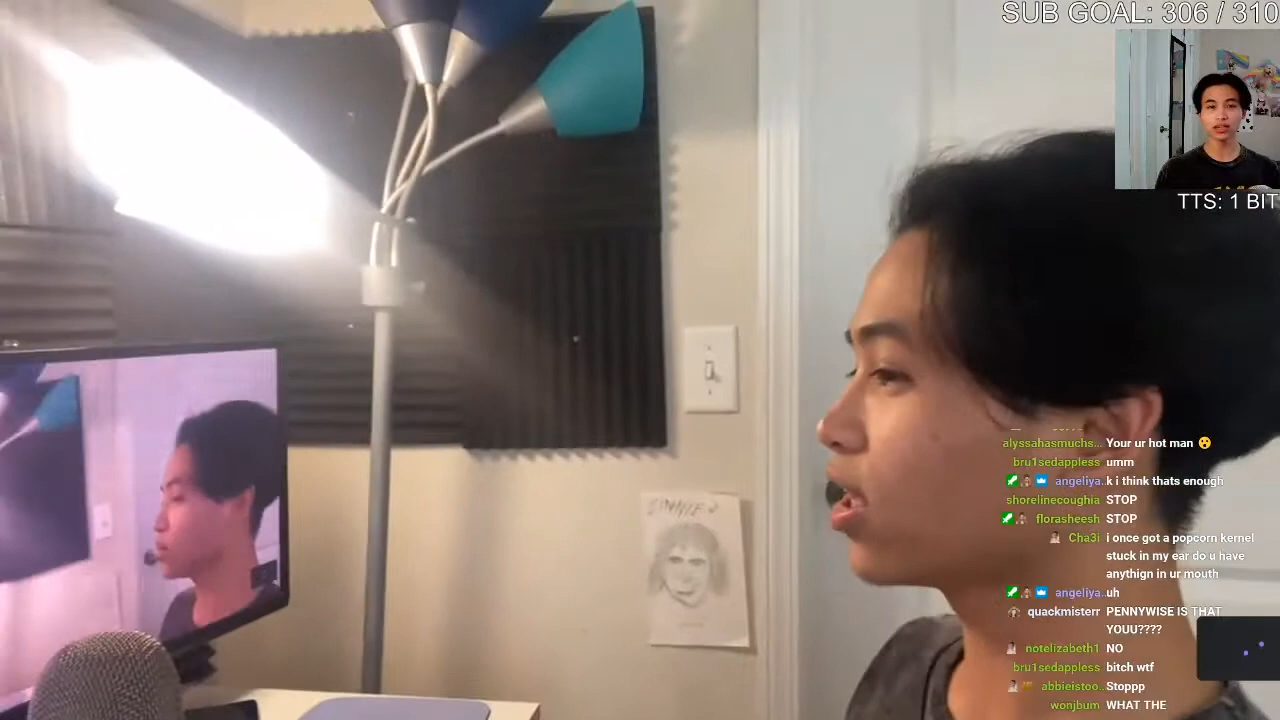 SUB GOAL: 306 / 310
TTS: 1 BIT
alyssahasmuchs... Your ur hot man 😮
bru1sedappless umm
angeliya.. k i think thats enough
shorelinecoughia STOP
florasheesh STOP
Cha3i i once got a popcorn kernel
stuck in my ear do u have
anythign in ur mouth
angeliya.. uh
quackmisterr PENNYWISE IS THAT
YOUU????
notelizabeth1 NO
bru1sedappless bitch wtf
abbieistoo.. Stoppp
wonjbum WHAT THE